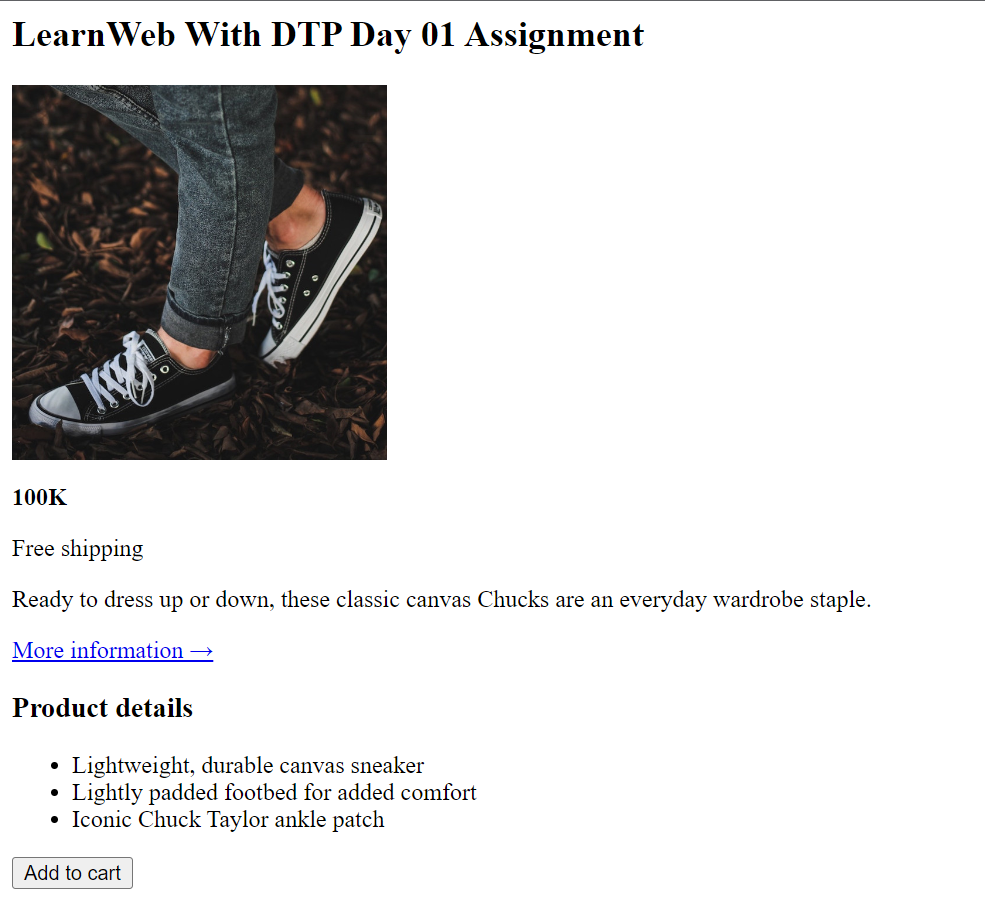 LearnWeb With DTP Day 01 Assignment
100K
Free shipping
Ready to dress up or down, these classic canvas Chucks are an everyday wardrobe staple.
More information →
Product details
• Lightweight, durable canvas sneaker
• Lightly padded footbed for added comfort
• Iconic Chuck Taylor ankle patch
Add to cart